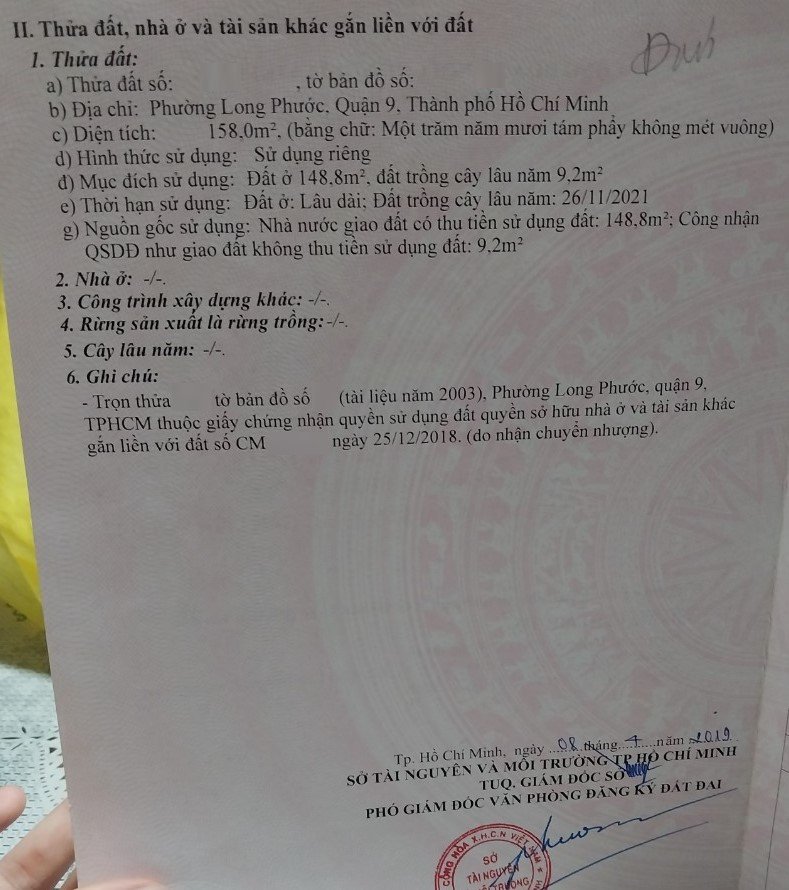 II. Thửa đất, nhà ở và tài sản khác gắn liền với đất
1. Thửa đất:
a) Thửa đất số: , tờ bản đồ số:
b) Địa chỉ: Phường Long Phước, Quận 9, Thành phố Hồ Chí Minh
c) Diện tích: 158,0m², (bằng chữ: Một trăm năm mươi tám phẩy không mét vuông)
d) Hình thức sử dụng: Sử dụng riêng
đ) Mục đích sử dụng: Đất ở 148,8m², đất trồng cây lâu năm 9,2m²
e) Thời hạn sử dụng: Đất ở: Lâu dài; Đất trồng cây lâu năm: 26/11/2021
g) Nguồn gốc sử dụng: Nhà nước giao đất có thu tiền sử dụng đất: 148,8m²; Công nhận
QSDĐ như giao đất không thu tiền sử dụng đất: 9,2m²
2. Nhà ở: -/-.
3. Công trình xây dựng khác: -/-.
4. Rừng sản xuất là rừng trồng: -/-.
5. Cây lâu năm: -/-.
6. Ghi chú:
- Trọn thửa tờ bản đồ số (tài liệu năm 2003), Phường Long Phước, quận 9,
TPHCM thuộc giấy chứng nhận quyền sử dụng đất quyền sở hữu nhà ở và tài sản khác
gắn liền với đất số CM ngày 25/12/2018. (do nhận chuyển nhượng).
Tp. Hồ Chí Minh, ngày 08 tháng 4 năm 2019
SỞ TÀI NGUYÊN VÀ MÔI TRƯỜNG TP HỒ CHÍ MINH
TUQ. GIÁM ĐỐC SỞ
PHÓ GIÁM ĐỐC VĂN PHÒNG ĐĂNG KÝ ĐẤT ĐAI
CỘNG HÒA X.H.C.N VIỆT NAM
SỞ
TÀI NGUYÊN